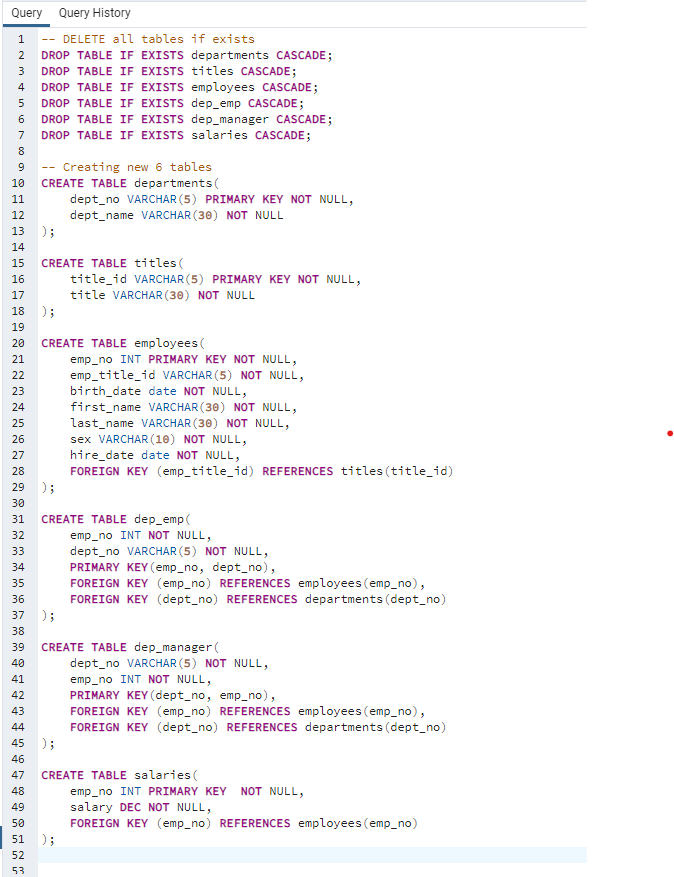 Query Query History
1 -- DELETE all tables if exists
2 DROP TABLE IF EXISTS departments CASCADE;
3 DROP TABLE IF EXISTS titles CASCADE;
4 DROP TABLE IF EXISTS employees CASCADE;
5 DROP TABLE IF EXISTS dep_emp CASCADE;
6 DROP TABLE IF EXISTS dep_manager CASCADE;
7 DROP TABLE IF EXISTS salaries CASCADE;
8
9 -- Creating new 6 tables
10 CREATE TABLE departments(
11     dept_no VARCHAR(5) PRIMARY KEY NOT NULL,
12     dept_name VARCHAR(30) NOT NULL
13 );
14
15 CREATE TABLE titles(
16     title_id VARCHAR(5) PRIMARY KEY NOT NULL,
17     title VARCHAR(30) NOT NULL
18 );
19
20 CREATE TABLE employees(
21     emp_no INT PRIMARY KEY NOT NULL,
22     emp_title_id VARCHAR(5) NOT NULL,
23     birth_date date NOT NULL,
24     first_name VARCHAR(30) NOT NULL,
25     last_name VARCHAR(30) NOT NULL,
26     sex VARCHAR(10) NOT NULL,
27     hire_date date NOT NULL,
28     FOREIGN KEY (emp_title_id) REFERENCES titles(title_id)
29 );
30
31 CREATE TABLE dep_emp(
32     emp_no INT NOT NULL,
33     dept_no VARCHAR(5) NOT NULL,
34     PRIMARY KEY(emp_no, dept_no),
35     FOREIGN KEY (emp_no) REFERENCES employees(emp_no),
36     FOREIGN KEY (dept_no) REFERENCES departments(dept_no)
37 );
38
39 CREATE TABLE dep_manager(
40     dept_no VARCHAR(5) NOT NULL,
41     emp_no INT NOT NULL,
42     PRIMARY KEY(dept_no, emp_no),
43     FOREIGN KEY (emp_no) REFERENCES employees(emp_no),
44     FOREIGN KEY (dept_no) REFERENCES departments(dept_no)
45 );
46
47 CREATE TABLE salaries(
48     emp_no INT PRIMARY KEY  NOT NULL,
49     salary DEC NOT NULL,
50     FOREIGN KEY (emp_no) REFERENCES employees(emp_no)
51 );
52
53